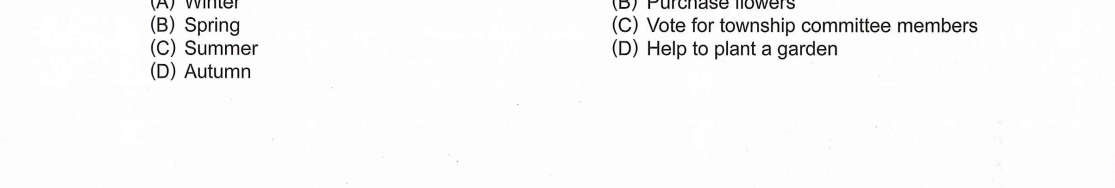 (A) Winter
(B) Spring
(C) Summer
(D) Autumn
(B) Purchase flowers
(C) Vote for township committee members
(D) Help to plant a garden